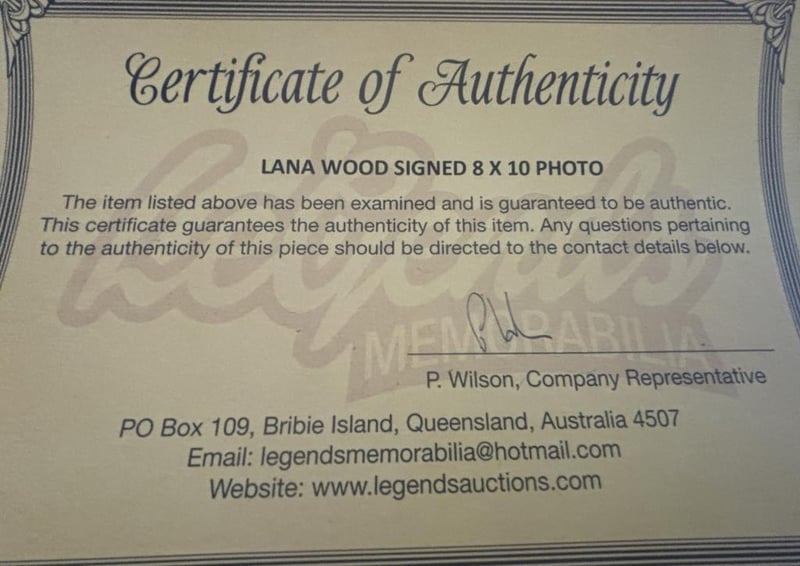 Certificate of Authenticity
LANA WOOD SIGNED 8 X 10 PHOTO
The item listed above has been examined and is guaranteed to be authentic.
This certificate guarantees the authenticity of this item. Any questions pertaining
to the authenticity of this piece should be directed to the contact details below.
Legends
MEMORABILIA
P. Wilson, Company Representative
PO Box 109, Bribie Island, Queensland, Australia 4507
Email: legendsmemorabilia@hotmail.com
Website: www.legendsauctions.com